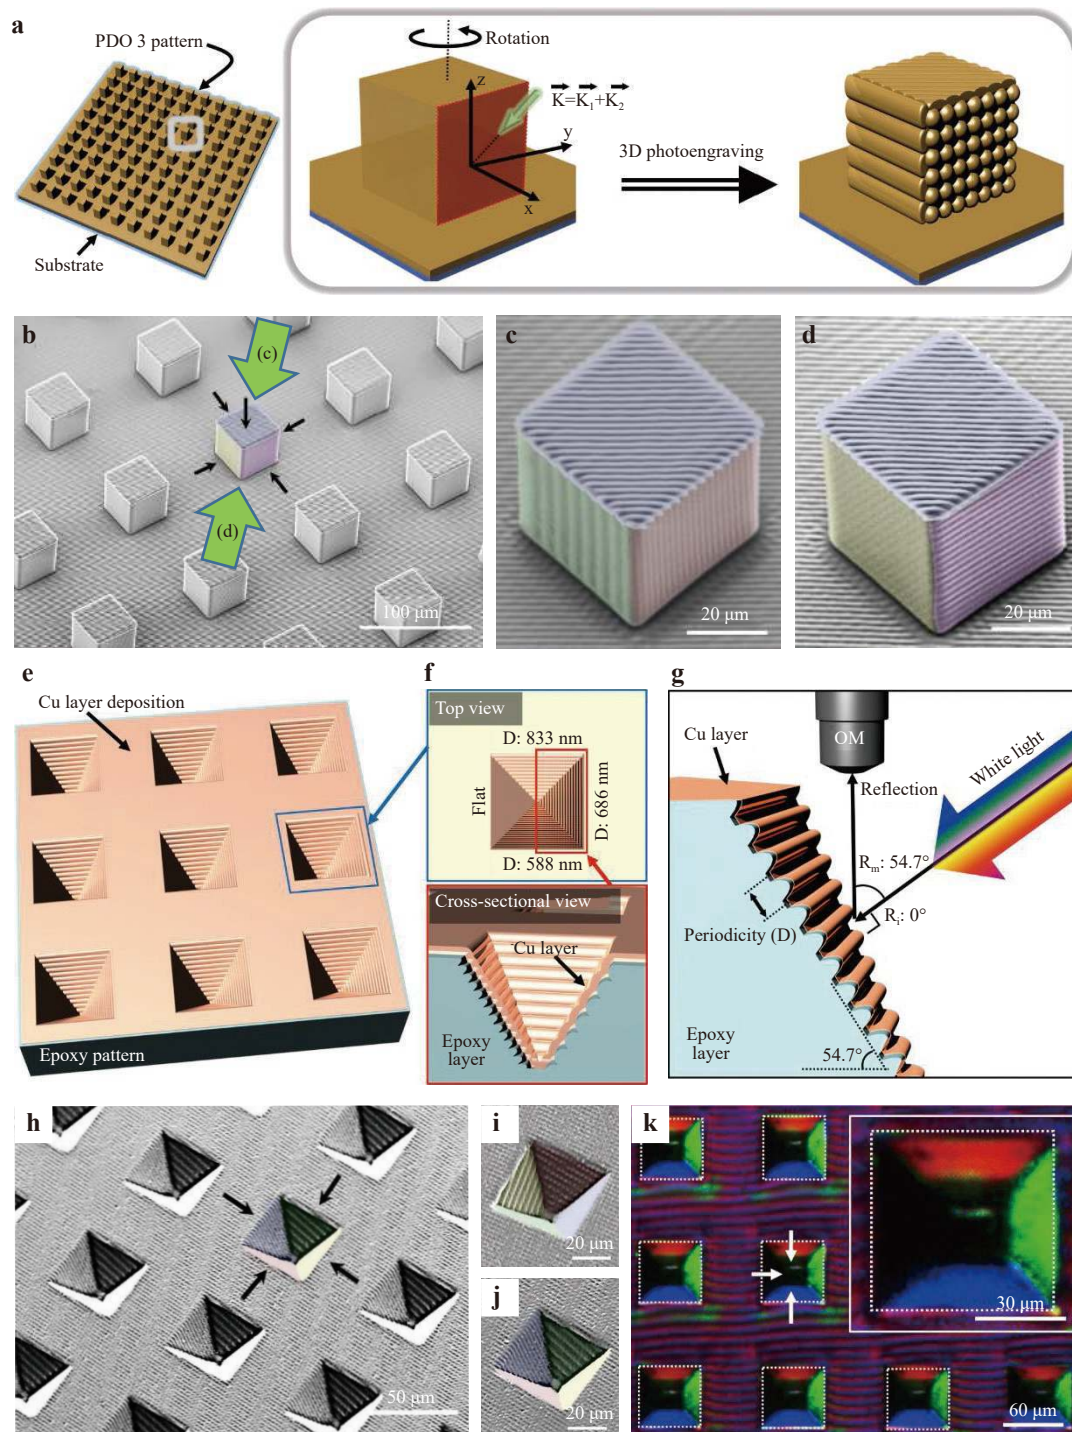 a
PDO 3 pattern
Substrate
Rotation
z
K=K1+K2
y
x
3D photoengraving
b
(c)
(d)
100 μm
c
20 μm
d
20 μm
e
Cu layer deposition
Epoxy pattern
f
Top view
D: 833 nm
Flat
D: 686 nm
D: 588 nm
Cross-sectional view
Cu layer
Epoxy
layer
g
Cu layer
OM
White light
Reflection
Rm: 54.7°
Ri: 0°
Periodicity (D)
Epoxy
layer
54.7°
h
50 μm
i
20 μm
j
20 μm
k
30 μm
60 μm